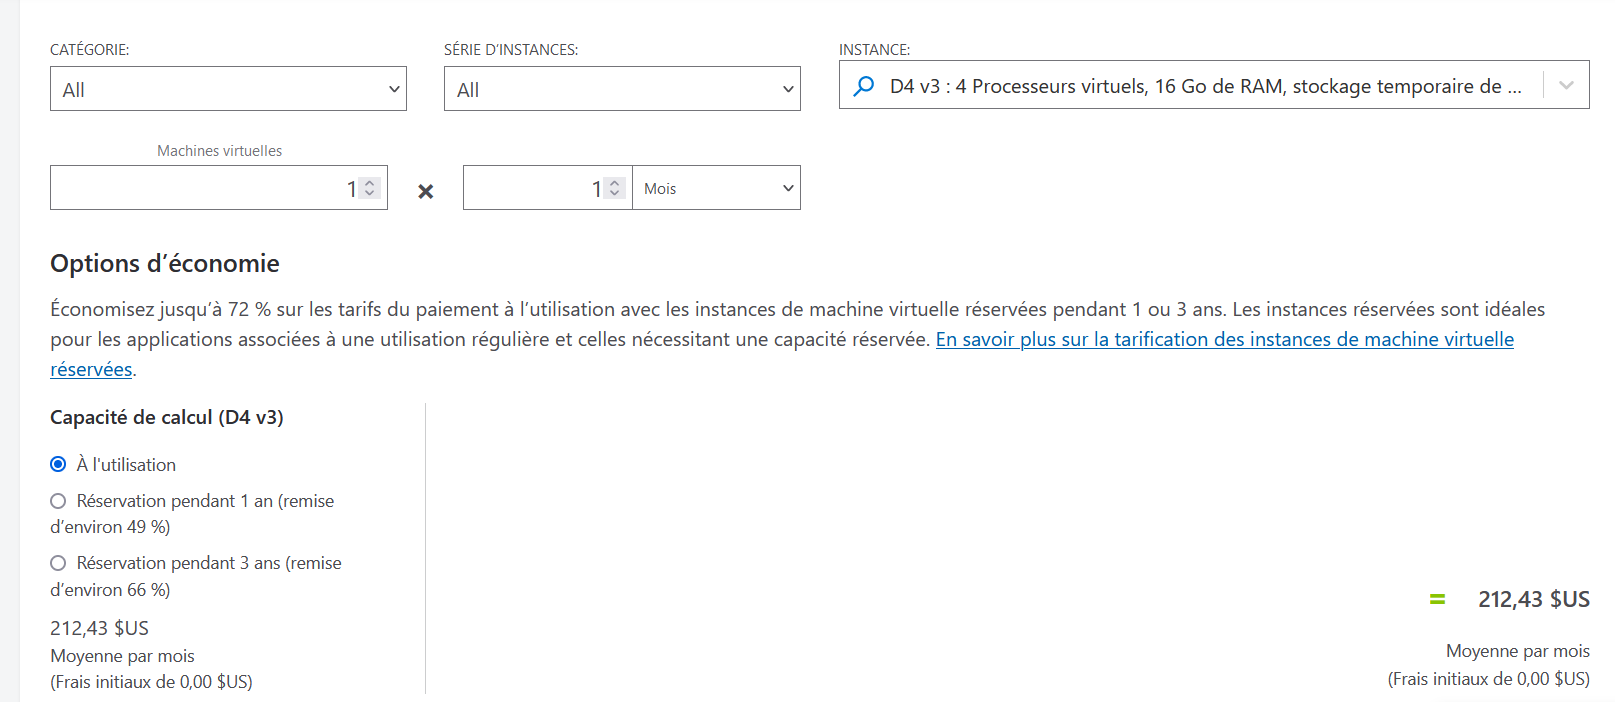 CATÉGORIE:
SÉRIE D’INSTANCES:
INSTANCE:
All
All
D4 v3 : 4 Processeurs virtuels, 16 Go de RAM, stockage temporaire de ...
Machines virtuelles
1
1
Mois
Options d’économie
Économisez jusqu’à 72 % sur les tarifs du paiement à l’utilisation avec les instances de machine virtuelle réservées pendant 1 ou 3 ans. Les instances réservées sont idéales
pour les applications associées à une utilisation régulière et celles nécessitant une capacité réservée. En savoir plus sur la tarification des instances de machine virtuelle
réservées.
Capacité de calcul (D4 v3)
À l'utilisation
Réservation pendant 1 an (remise
d’environ 49 %)
Réservation pendant 3 ans (remise
d’environ 66 %)
212,43 $US
Moyenne par mois
(Frais initiaux de 0,00 $US)
= 212,43 $US
Moyenne par mois
(Frais initiaux de 0,00 $US)